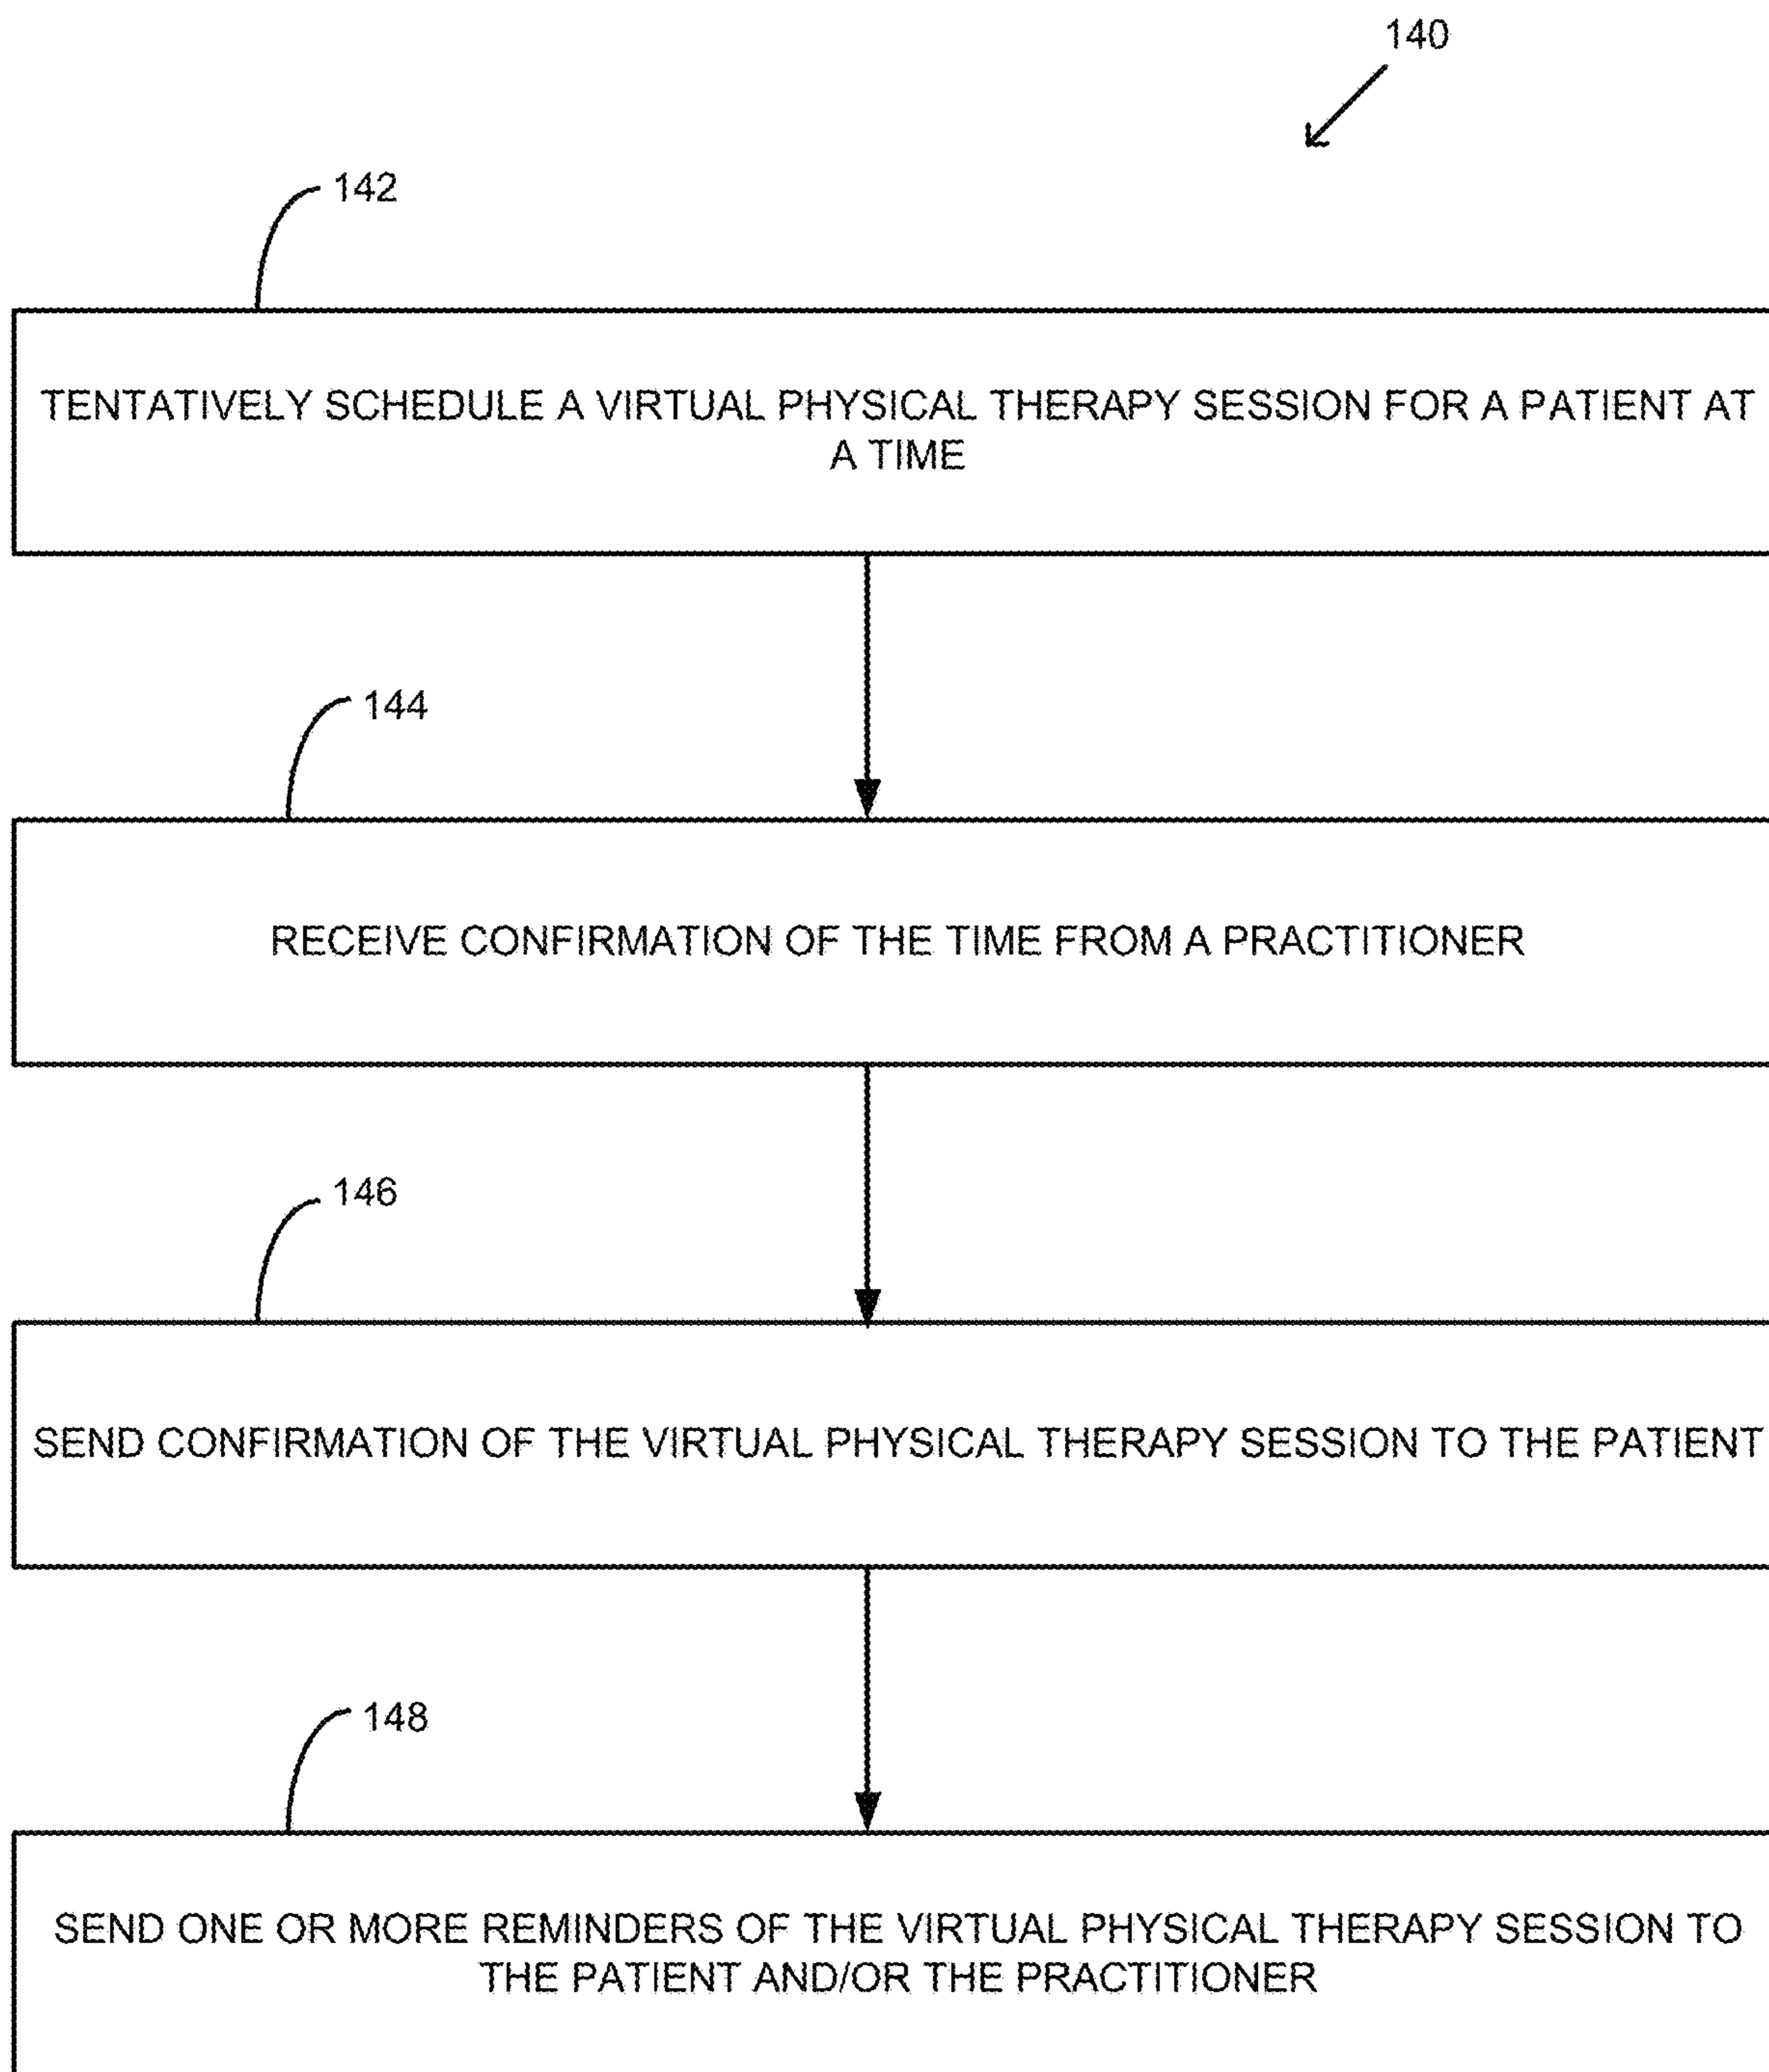 140
142
TENTATIVELY SCHEDULE A VIRTUAL PHYSICAL THERAPY SESSION FOR A PATIENT AT
A TIME
144
RECEIVE CONFIRMATION OF THE TIME FROM A PRACTITIONER
146
SEND CONFIRMATION OF THE VIRTUAL PHYSICAL THERAPY SESSION TO THE PATIENT
148
SEND ONE OR MORE REMINDERS OF THE VIRTUAL PHYSICAL THERAPY SESSION TO
THE PATIENT AND/OR THE PRACTITIONER